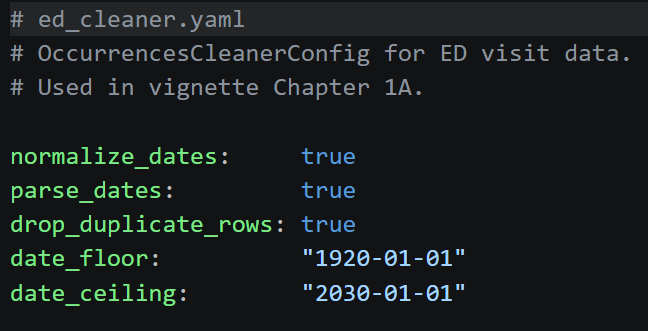 # ed_cleaner.yaml
# OccurrencesCleanerConfig for ED visit data.
# Used in vignette Chapter 1A.

normalize_dates:     true
parse_dates:         true
drop_duplicate_rows: true
date_floor:          "1920-01-01"
date_ceiling:        "2030-01-01"